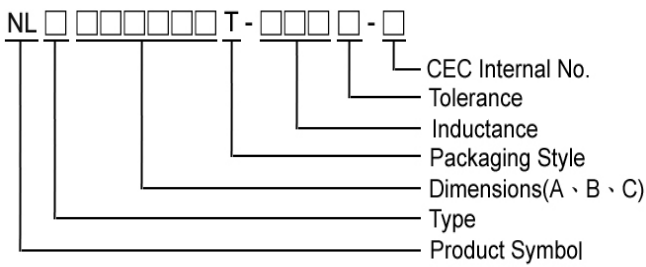 NL □ □□□□□□ T - □□□ □ - □
CEC Internal No.
Tolerance
Inductance
Packaging Style
Dimensions(A、B、C)
Type
Product Symbol